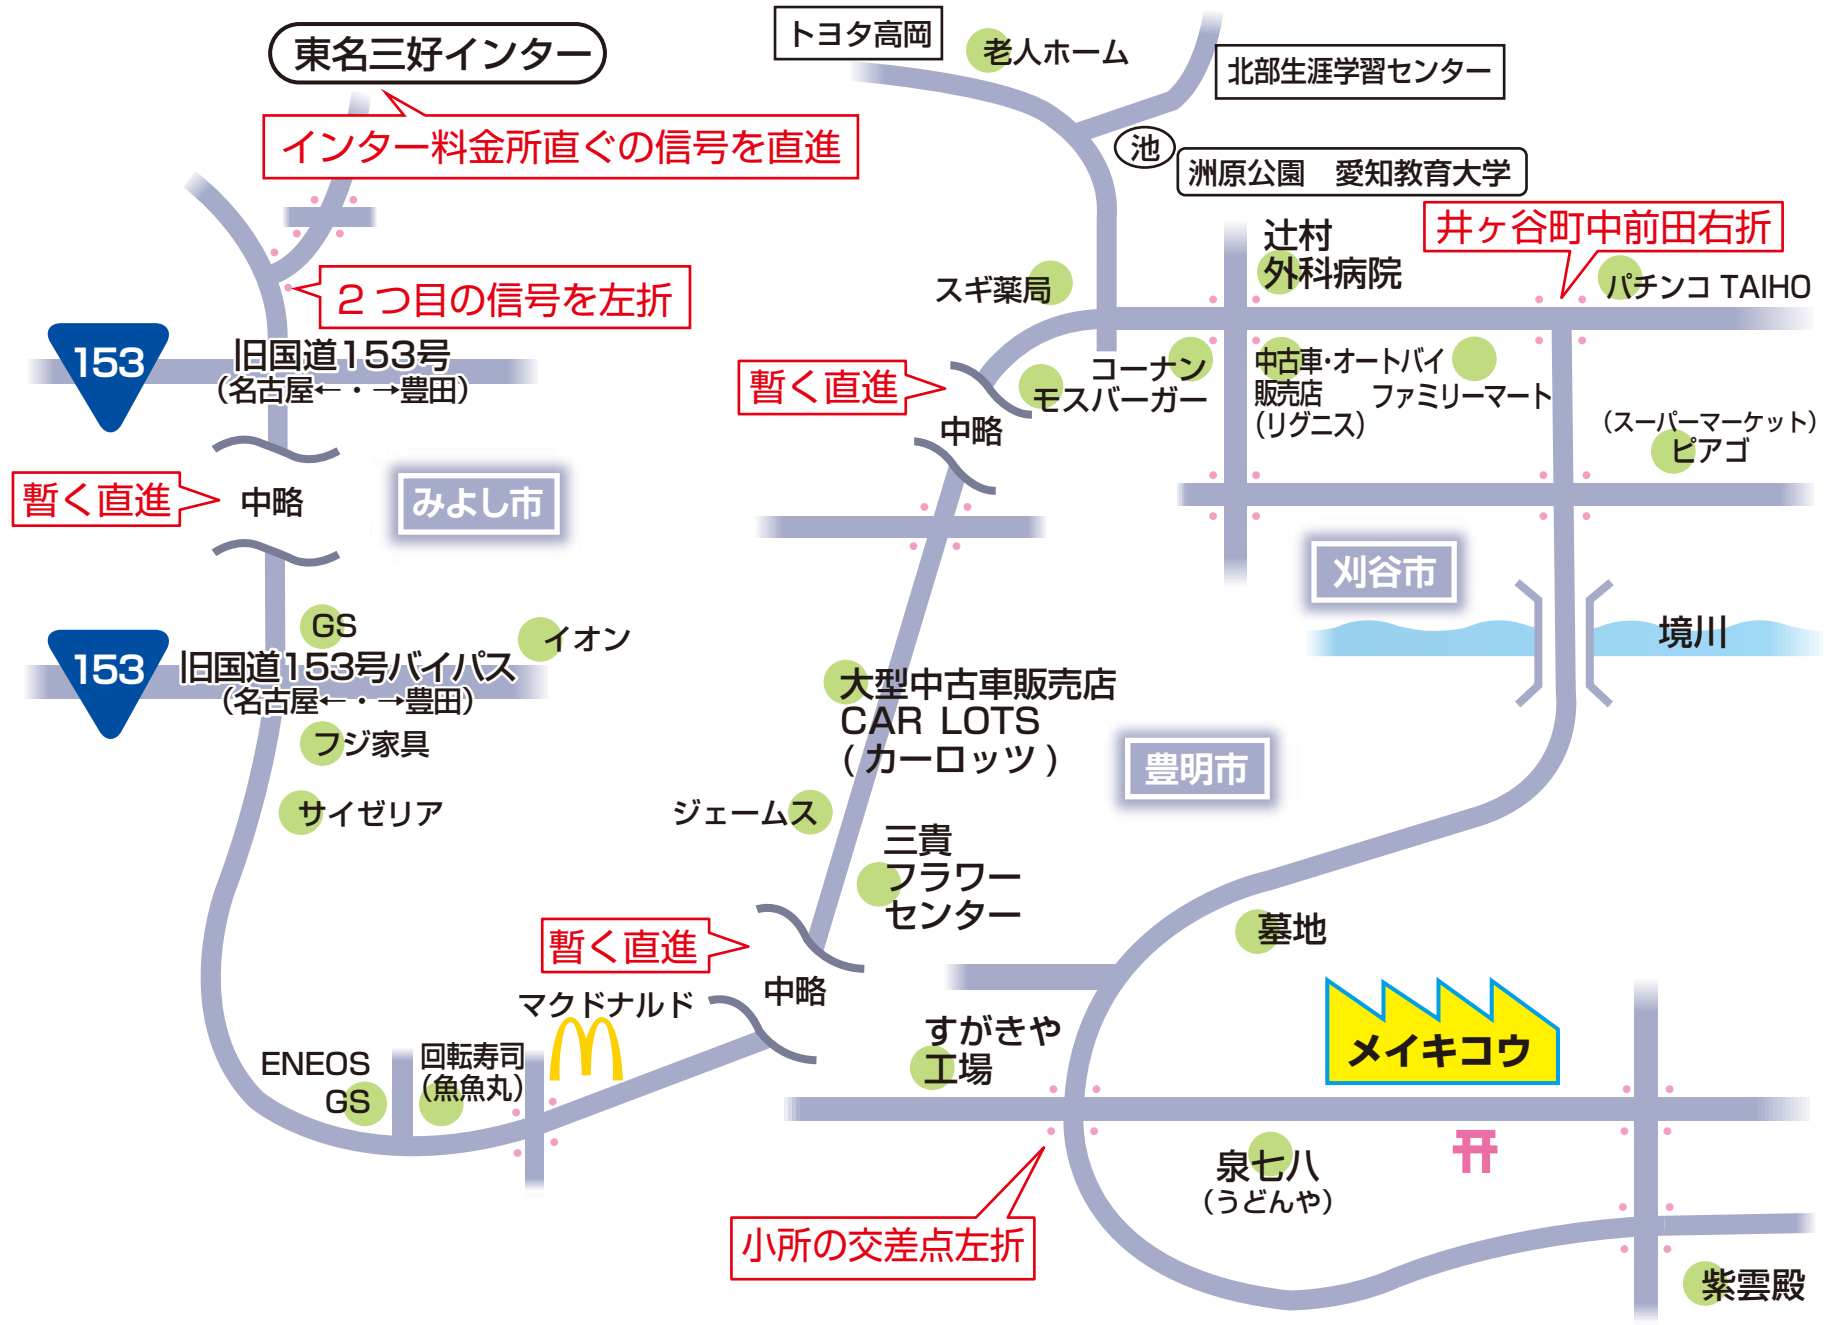 東名三好インター
インター料金所直ぐの信号を直進
2つ目の信号を左折
153
旧国道153号
(名古屋←・→豊田)
暫く直進
中略
みよし市
GS
イオン
153
旧国道153号バイパス
(名古屋←・→豊田)
フジ家具
サイゼリア
ENEOS
GS
回転寿司
(魚魚丸)
マクドナルド
暫く直進
中略
ジェームス
三貴
フラワー
センター
大型中古車販売店
CAR LOTS
(カーロッツ)
暫く直進
中略
トヨタ高岡
老人ホーム
北部生涯学習センター
池
洲原公園　愛知教育大学
スギ薬局
コーナン
モスバーガー
辻村
外科病院
井ヶ谷町中前田右折
パチンコ TAIHO
中古車・オートバイ
販売店
(リグニス)
ファミリーマート
(スーパーマーケット)
ピアゴ
刈谷市
境川
豊明市
墓地
メイキコウ
すがきや
工場
小所の交差点左折
泉七八
(うどんや)
紫雲殿